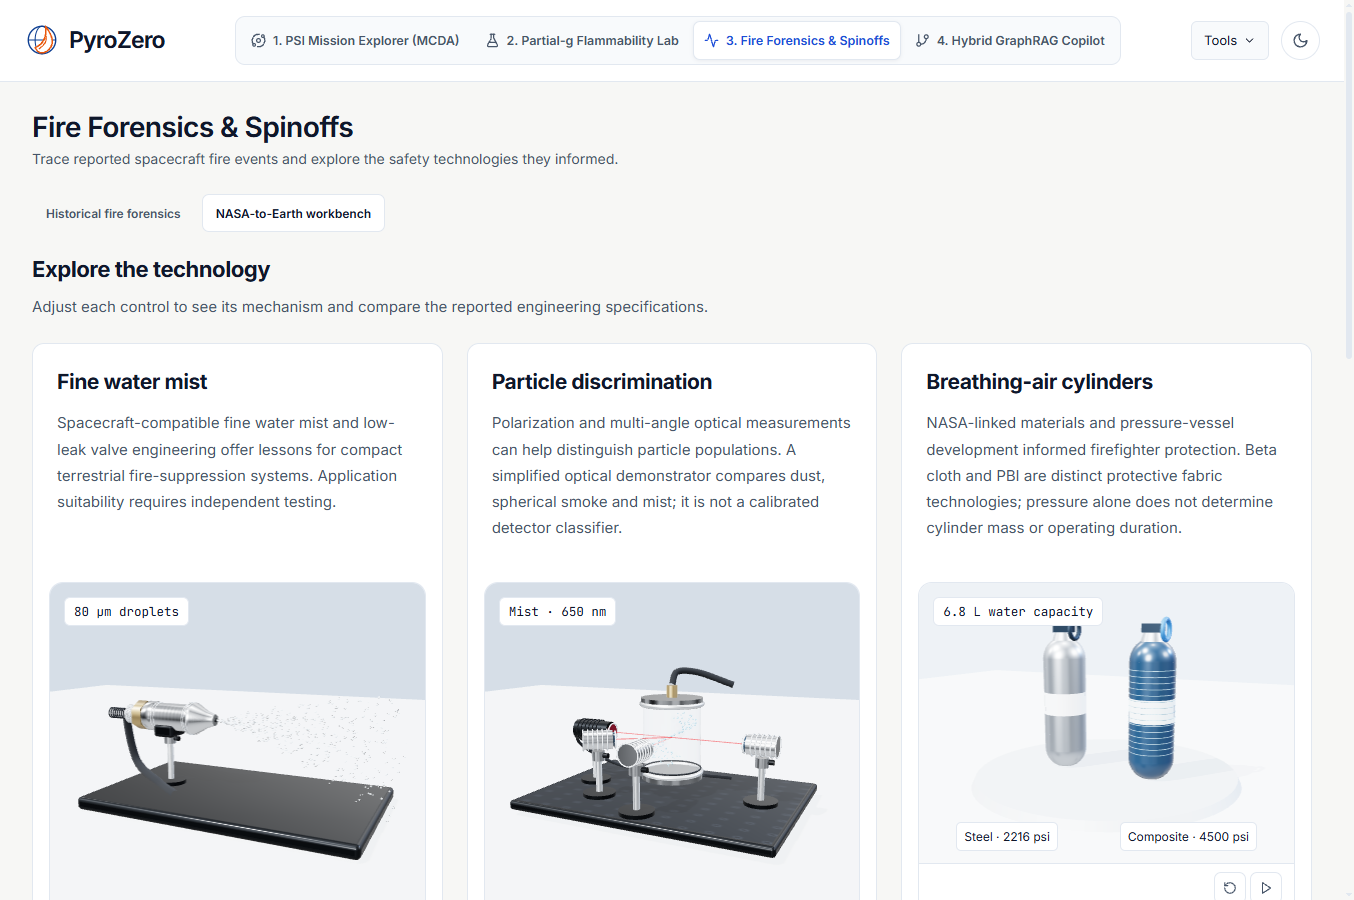 PyroZero
1. PSI Mission Explorer (MCDA)
2. Partial-g Flammability Lab
3. Fire Forensics & Spinoffs
4. Hybrid GraphRAG Copilot
Tools
Fire Forensics & Spinoffs
Trace reported spacecraft fire events and explore the safety technologies they informed.
Historical fire forensics
NASA-to-Earth workbench
Explore the technology
Adjust each control to see its mechanism and compare the reported engineering specifications.
Fine water mist
Spacecraft-compatible fine water mist and low-
leak valve engineering offer lessons for compact
terrestrial fire-suppression systems. Application
suitability requires independent testing.
80 µm droplets
Particle discrimination
Polarization and multi-angle optical measurements
can help distinguish particle populations. A
simplified optical demonstrator compares dust,
spherical smoke and mist; it is not a calibrated
detector classifier.
Mist · 650 nm
Breathing-air cylinders
NASA-linked materials and pressure-vessel
development informed firefighter protection. Beta
cloth and PBI are distinct protective fabric
technologies; pressure alone does not determine
cylinder mass or operating duration.
6.8 L water capacity
Steel · 2216 psi
Composite · 4500 psi